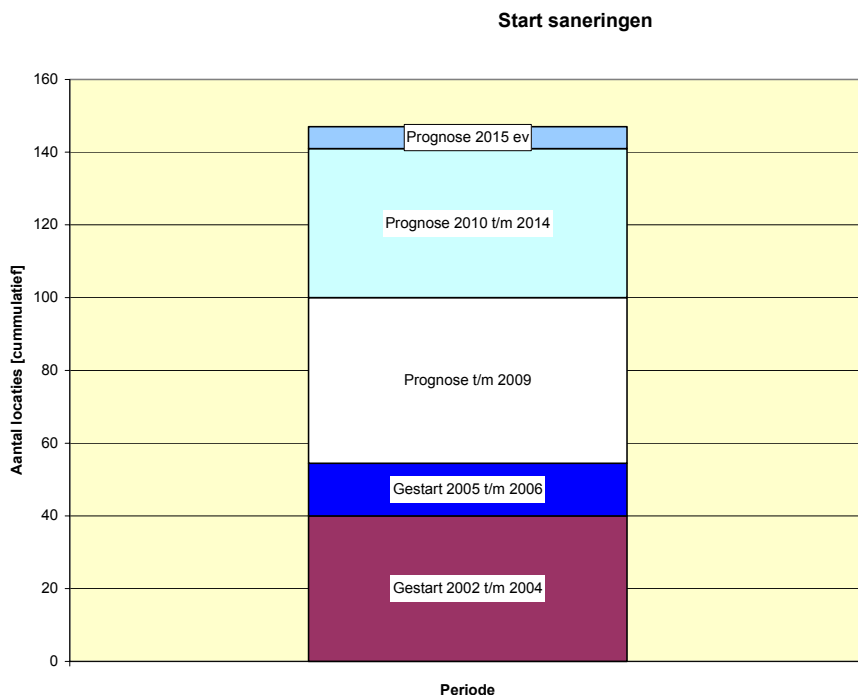 Start saneringen
160
140
120
100
80
60
40
20
0
Aantal locaties [cummulatief]
Prognose 2015 ev
Prognose 2010 t/m 2014
Prognose t/m 2009
Gestart 2005 t/m 2006
Gestart 2002 t/m 2004
Periode